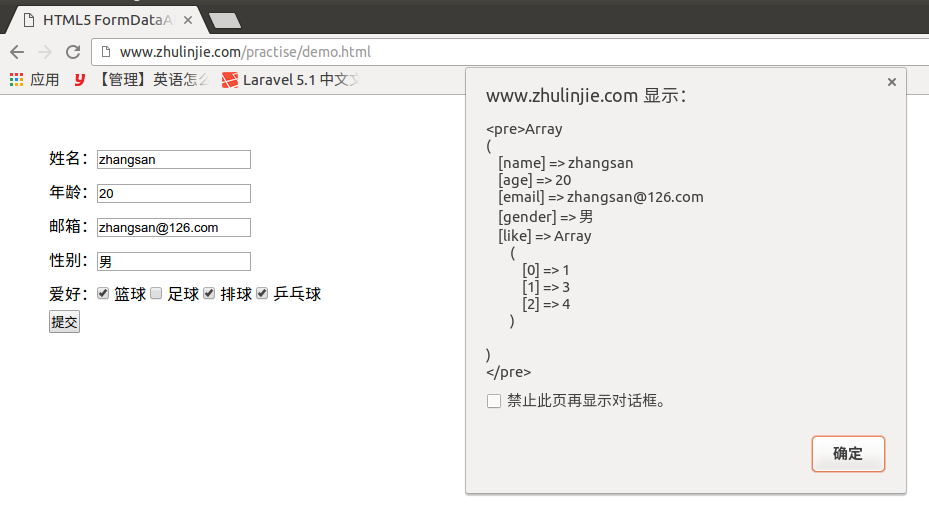 HTML5 FormDataA
www.zhulinjie.com/practise/demo.html
应用 【管理】英语怎么 Laravel 5.1 中文文
姓名：zhangsan
年龄：20
邮箱：zhangsan@126.com
性别：男
爱好： 篮球 足球 排球 乒乓球
提交
www.zhulinjie.com 显示：
<pre>Array
(
[name] => zhangsan
[age] => 20
[email] => zhangsan@126.com
[gender] => 男
[like] => Array
(
[0] => 1
[1] => 3
[2] => 4
)
)
</pre>
禁止此页再显示对话框。
确定